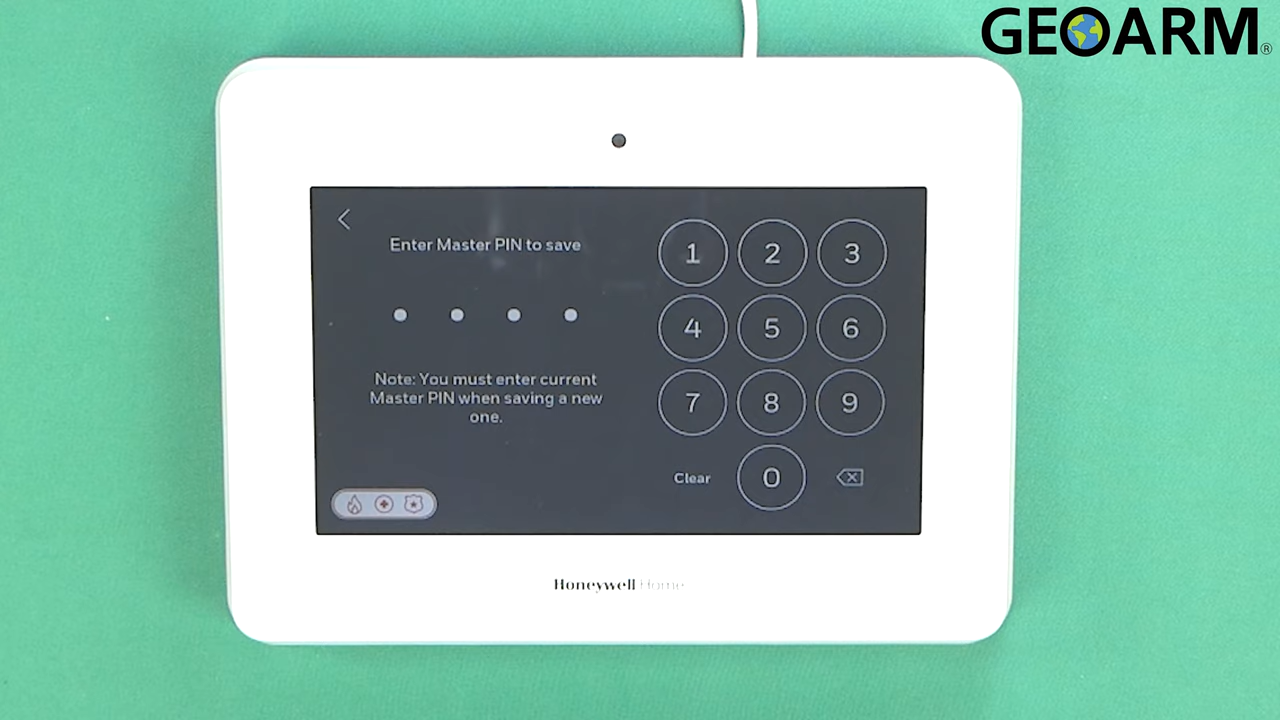 GEOARM®
Enter Master PIN to save
Note: You must enter current
Master PIN when saving a new
one.
1 2 3
4 5 6
7 8 9
Clear 0
Honeywell Home